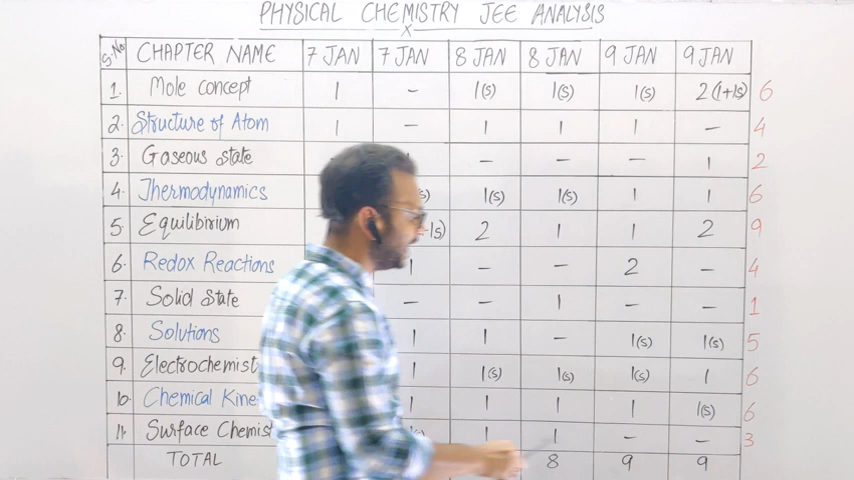 PHYSICAL CHEMISTRY JEE ANALYSIS
x
S.No CHAPTER NAME 7 JAN 7 JAN 8 JAN 8 JAN 9 JAN 9 JAN
1. Mole concept 1 - 1(s) 1(s) 1(s) 2(1+1s) 6
2. Structure of Atom 1 - 1 1 1 - 4
3. Gaseous state - - - 1 2
4. Thermodynamics 1(s) 1(s) 1 1 6
5. Equilibrium 2 1 1 2 9
6. Redox Reactions 1 - - 2 - 4
7. Solid State - - 1 - - 1
8. Solutions 1 1 - 1(s) 1(s) 5
9. Electrochemist 1 1(s) 1(s) 1(s) 1 6
10. Chemical Kine 1 1 1 1 1(s) 6
11. Surface Chemist 1 1 - - 3
TOTAL 8 9 9